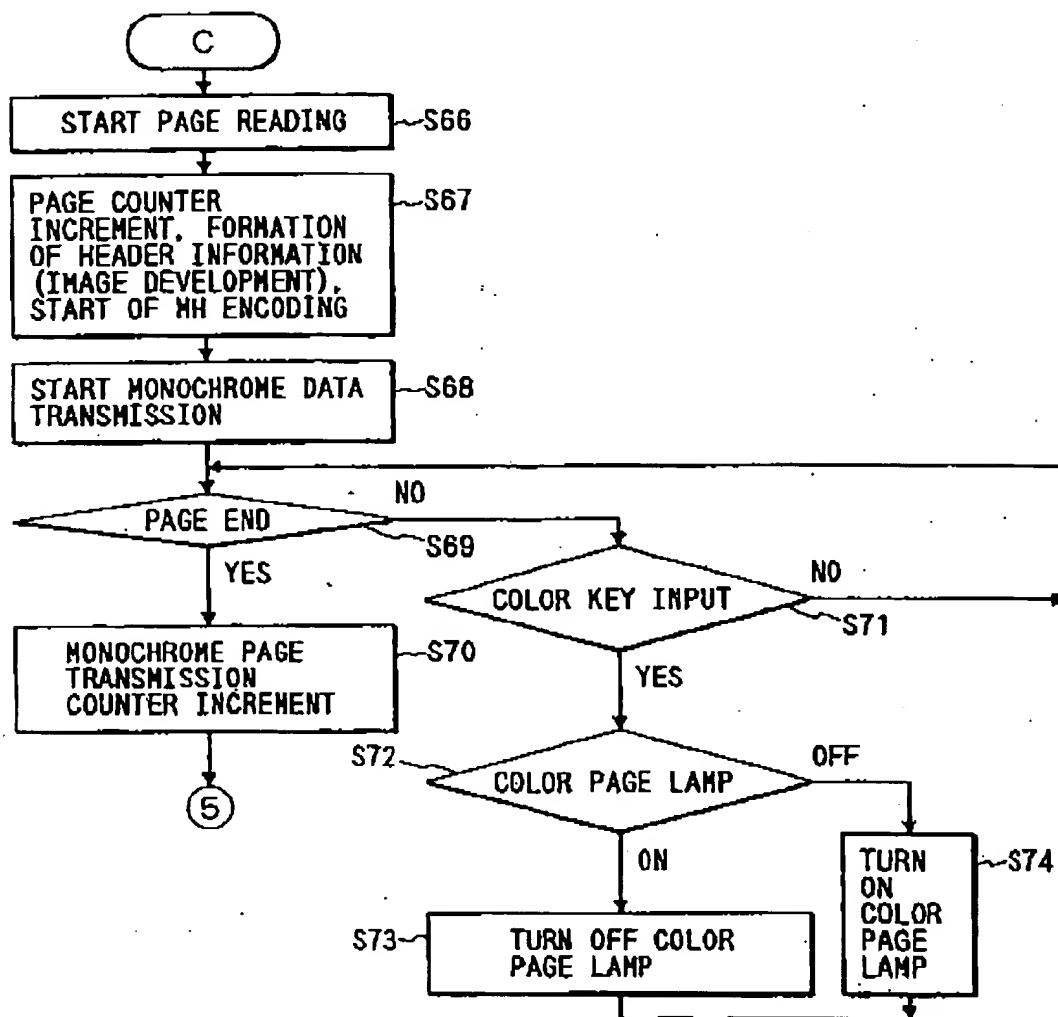 C
START PAGE READING
S66
PAGE COUNTER
INCREMENT, FORMATION
OF HEADER INFORMATION
(IMAGE DEVELOPMENT),
START OF MH ENCODING
S67
START MONOCHROME DATA
TRANSMISSION
S68
PAGE END
NO
S69
YES
COLOR KEY INPUT
NO
S71
MONOCHROME PAGE
TRANSMISSION
COUNTER INCREMENT
S70
YES
5
S72
COLOR PAGE LAMP
OFF
ON
TURN
ON
COLOR
PAGE
LAMP
S74
S73
TURN OFF COLOR
PAGE LAMP